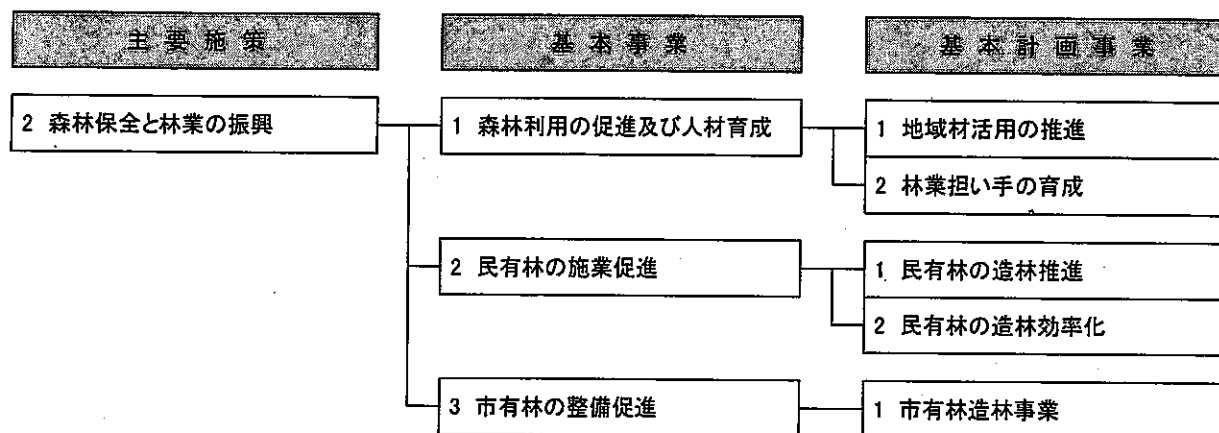 主要施策
基本事業
基本計画事業
2 森林保全と林業の振興
1 森林利用の促進及び人材育成
1 地域材活用の推進
2 林業担い手の育成
2 民有林の施業促進
1 民有林の造林推進
2 民有林の造林効率化
3 市有林の整備促進
1 市有林造林事業